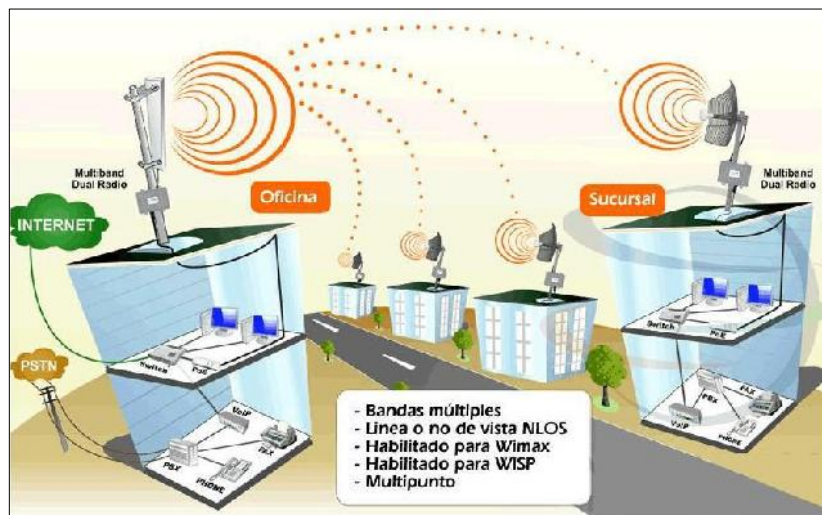 Multiband
Dual Radio
Oficina
Sucursal
Multiband
Dual Radio
INTERNET
Switch
PoE
PSTN
VoIP
PBX
FAX
PHONE
Switch
PoE
PBX
FAX
VoIP
PHONE
- Bandas múltiples
- Línea o no de vista NLOS
- Habilitado para Wimax
- Habilitado para WISP
- Multipunto